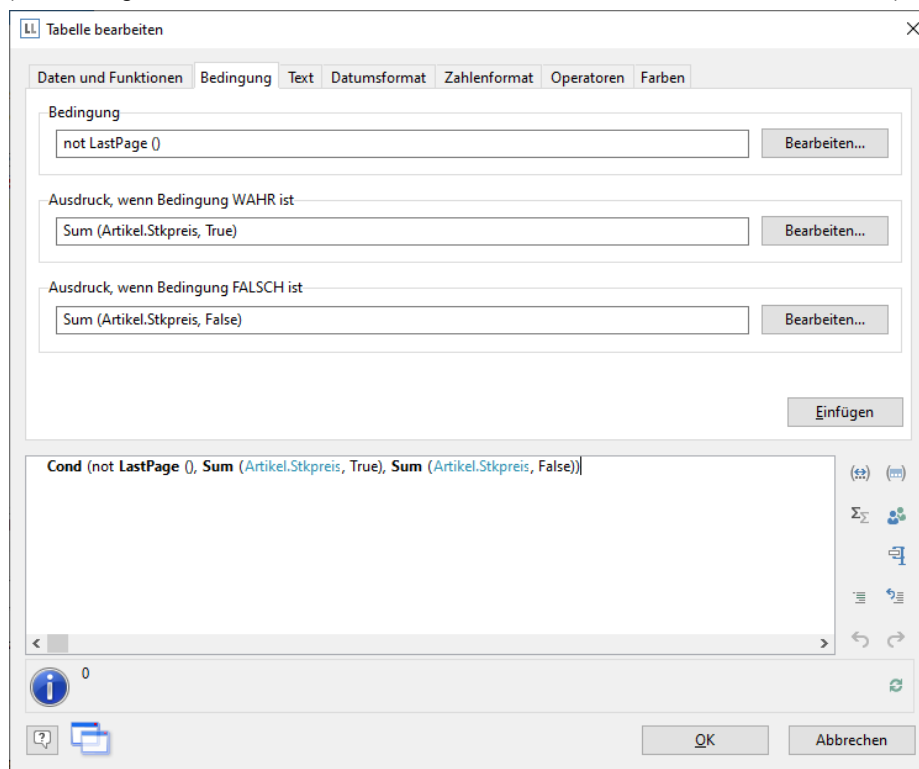 LL Tabelle bearbeiten
Daten und Funktionen Bedingung Text Datumsformat Zahlenformat Operatoren Farben
Bedingung
not LastPage () Bearbeiten...
Ausdruck, wenn Bedingung WAHR ist
Sum (Artikel.Stkpreis, True) Bearbeiten...
Ausdruck, wenn Bedingung FALSCH ist
Sum (Artikel.Stkpreis, False) Bearbeiten...
Einfügen
Cond (not LastPage (), Sum (Artikel.Stkpreis, True), Sum (Artikel.Stkpreis, False))
0
OK Abbrechen